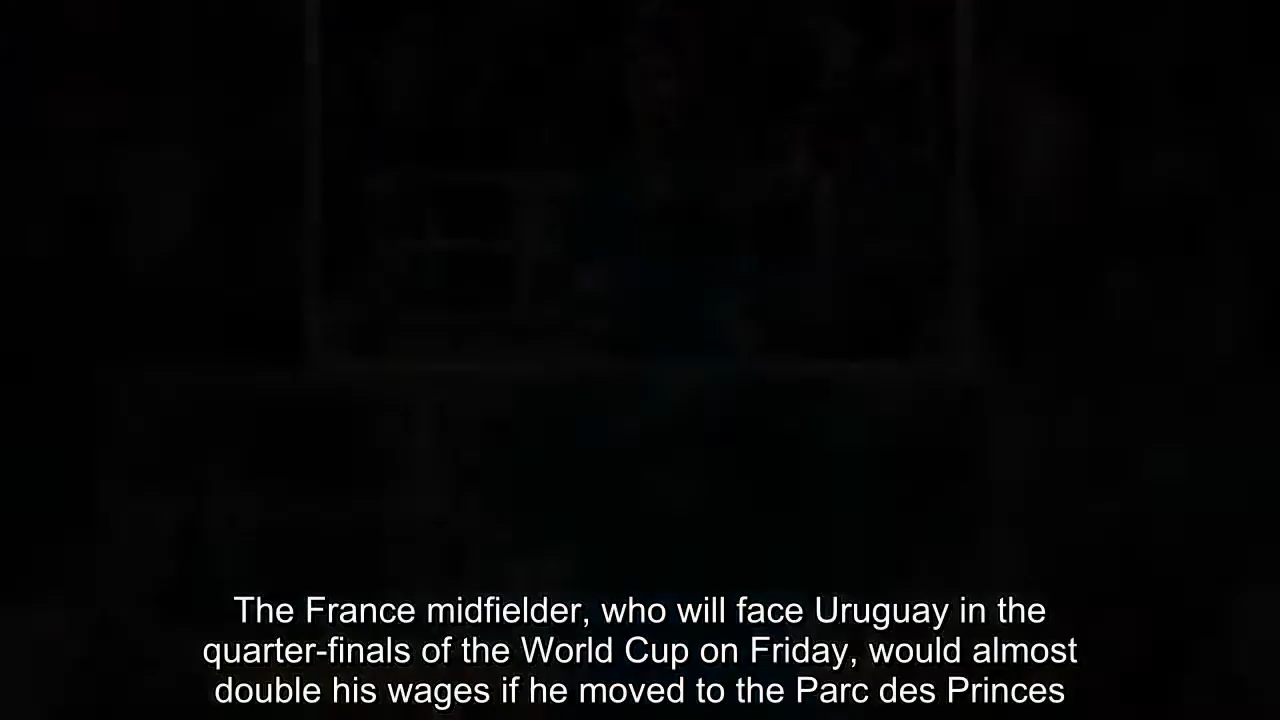 The France midfielder, who will face Uruguay in the
quarter-finals of the World Cup on Friday, would almost
double his wages if he moved to the Parc des Princes